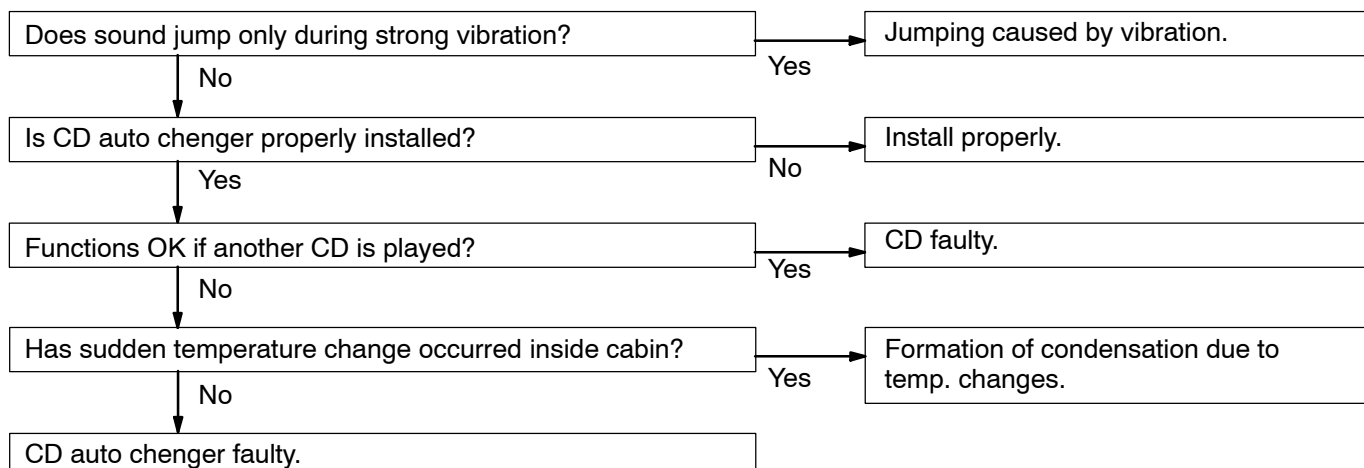 Does sound jump only during strong vibration?
Yes
Jumping caused by vibration.
No
Is CD auto chenger properly installed?
No
Install properly.
Yes
Functions OK if another CD is played?
Yes
CD faulty.
No
Has sudden temperature change occurred inside cabin?
Yes
Formation of condensation due to
temp. changes.
No
CD auto chenger faulty.